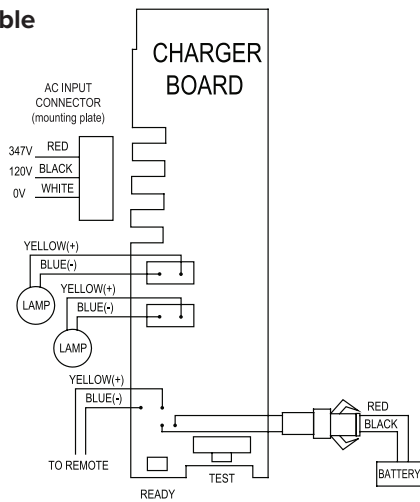 ble
CHARGER
BOARD
AC INPUT
CONNECTOR
(mounting plate)
347V RED
120V BLACK
0V WHITE
YELLOW(+)
BLUE(-)
LAMP
YELLOW(+)
BLUE(-)
LAMP
YELLOW(+)
BLUE(-)
TO REMOTE
READY
TEST
RED
BLACK
BATTERY